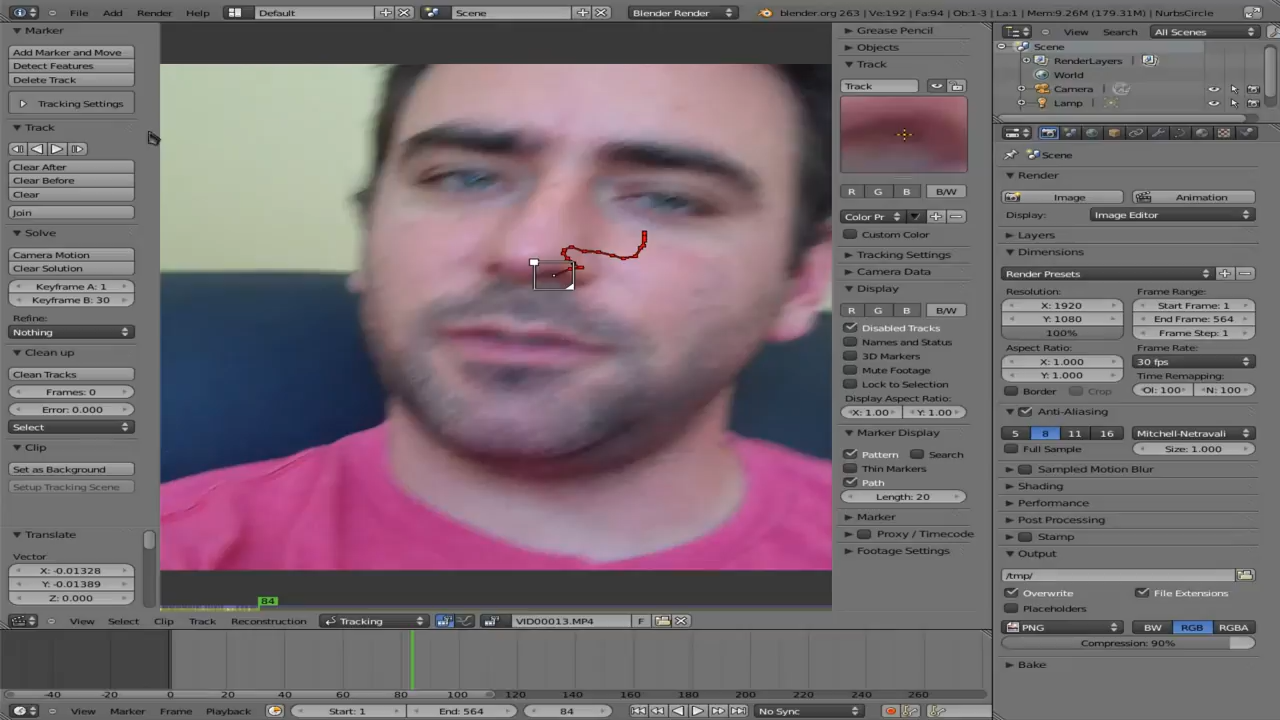 File Add Render Help Default Scene Blender Render blender.org 263 | Ve:192 | Fa:94 | Ob:1-3 | La:1 | Mem:9.26M (179.31M) | NurbsCircle
Marker
Add Marker and Move
Detect Features
Delete Track
Tracking Settings
Track
Clear After
Clear Before
Clear
Join
Solve
Camera Motion
Clear Solution
Keyframe A: 1
Keyframe B: 30
Refine:
Nothing
Clean up
Clean Tracks
Frames: 0
Error: 0.000
Select
Clip
Set as Background
Setup Tracking Scene
Translate
Vector
X: -0.01328
Y: -0.01389
Z: 0.000
84
View Select Clip Track Reconstruction Tracking VID00013.MP4 F
Grease Pencil
Objects
Track
Track
R G B B/W
Color Pr
Custom Color
Tracking Settings
Camera Data
Display
R G B B/W
Disabled Tracks
Names and Status
3D Markers
Mute Footage
Lock to Selection
Display Aspect Ratio:
X: 1.00 Y: 1.00
Marker Display
Pattern Search
Thin Markers
Path
Length: 20
Marker
Proxy / Timecode
Footage Settings
View Search All Scenes
Scene
RenderLayers
World
Camera
Lamp
Scene
Render
Image Animation
Display: Image Editor
Layers
Dimensions
Render Presets
Resolution: Frame Range:
X: 1920 Start Frame: 1
Y: 1080 End Frame: 564
100% Frame Step: 1
Aspect Ratio: Frame Rate:
X: 1.000 30 fps
Y: 1.000 Time Remapping:
Border Crop OI: 100 N: 100
Anti-Aliasing
5 8 11 16 Mitchell-Netravali
Full Sample Size: 1.000
Sampled Motion Blur
Shading
Performance
Post Processing
Stamp
Output
/tmp/
Overwrite File Extensions
Placeholders
PNG BW RGB RGBA
Compression: 90%
Bake
-40 -20 0 20 40 60 80 100 120 140 160 180 200 220 240 260
View Marker Frame Playback Start: 1 End: 564 84 No Sync